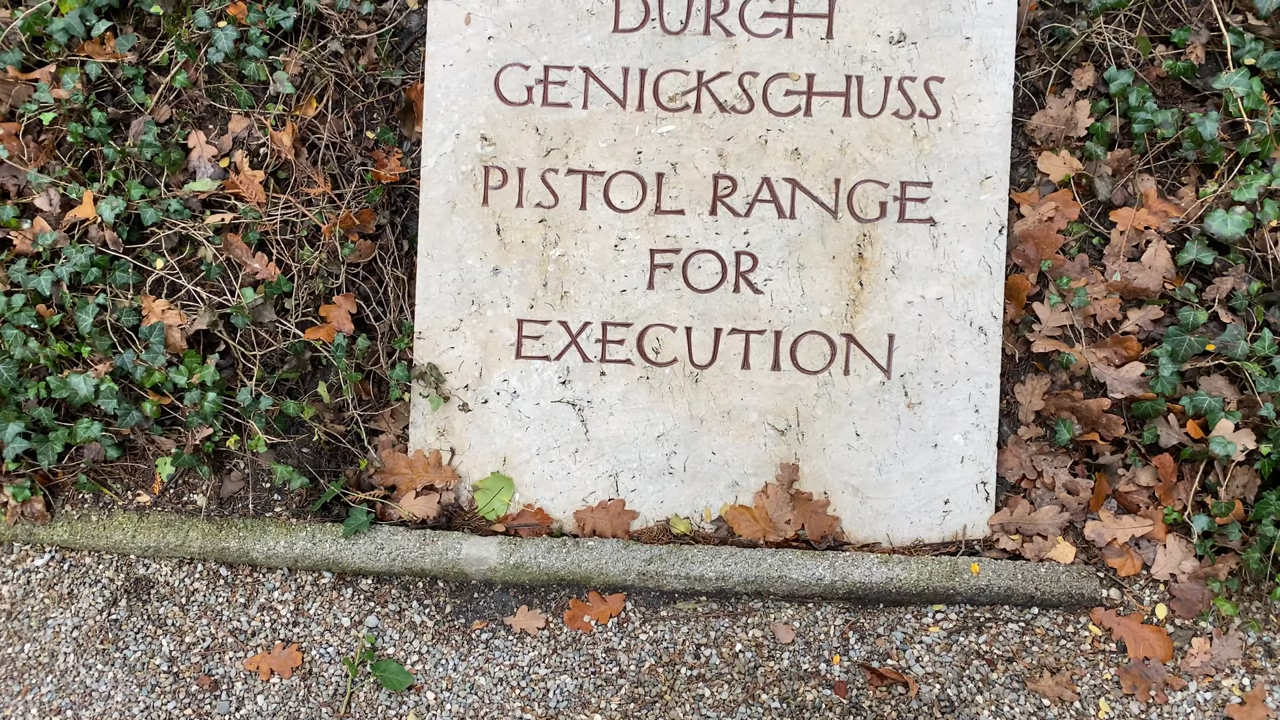 DURCH
GENICKSCHUSS
PISTOL RANGE
FOR
EXECUTION